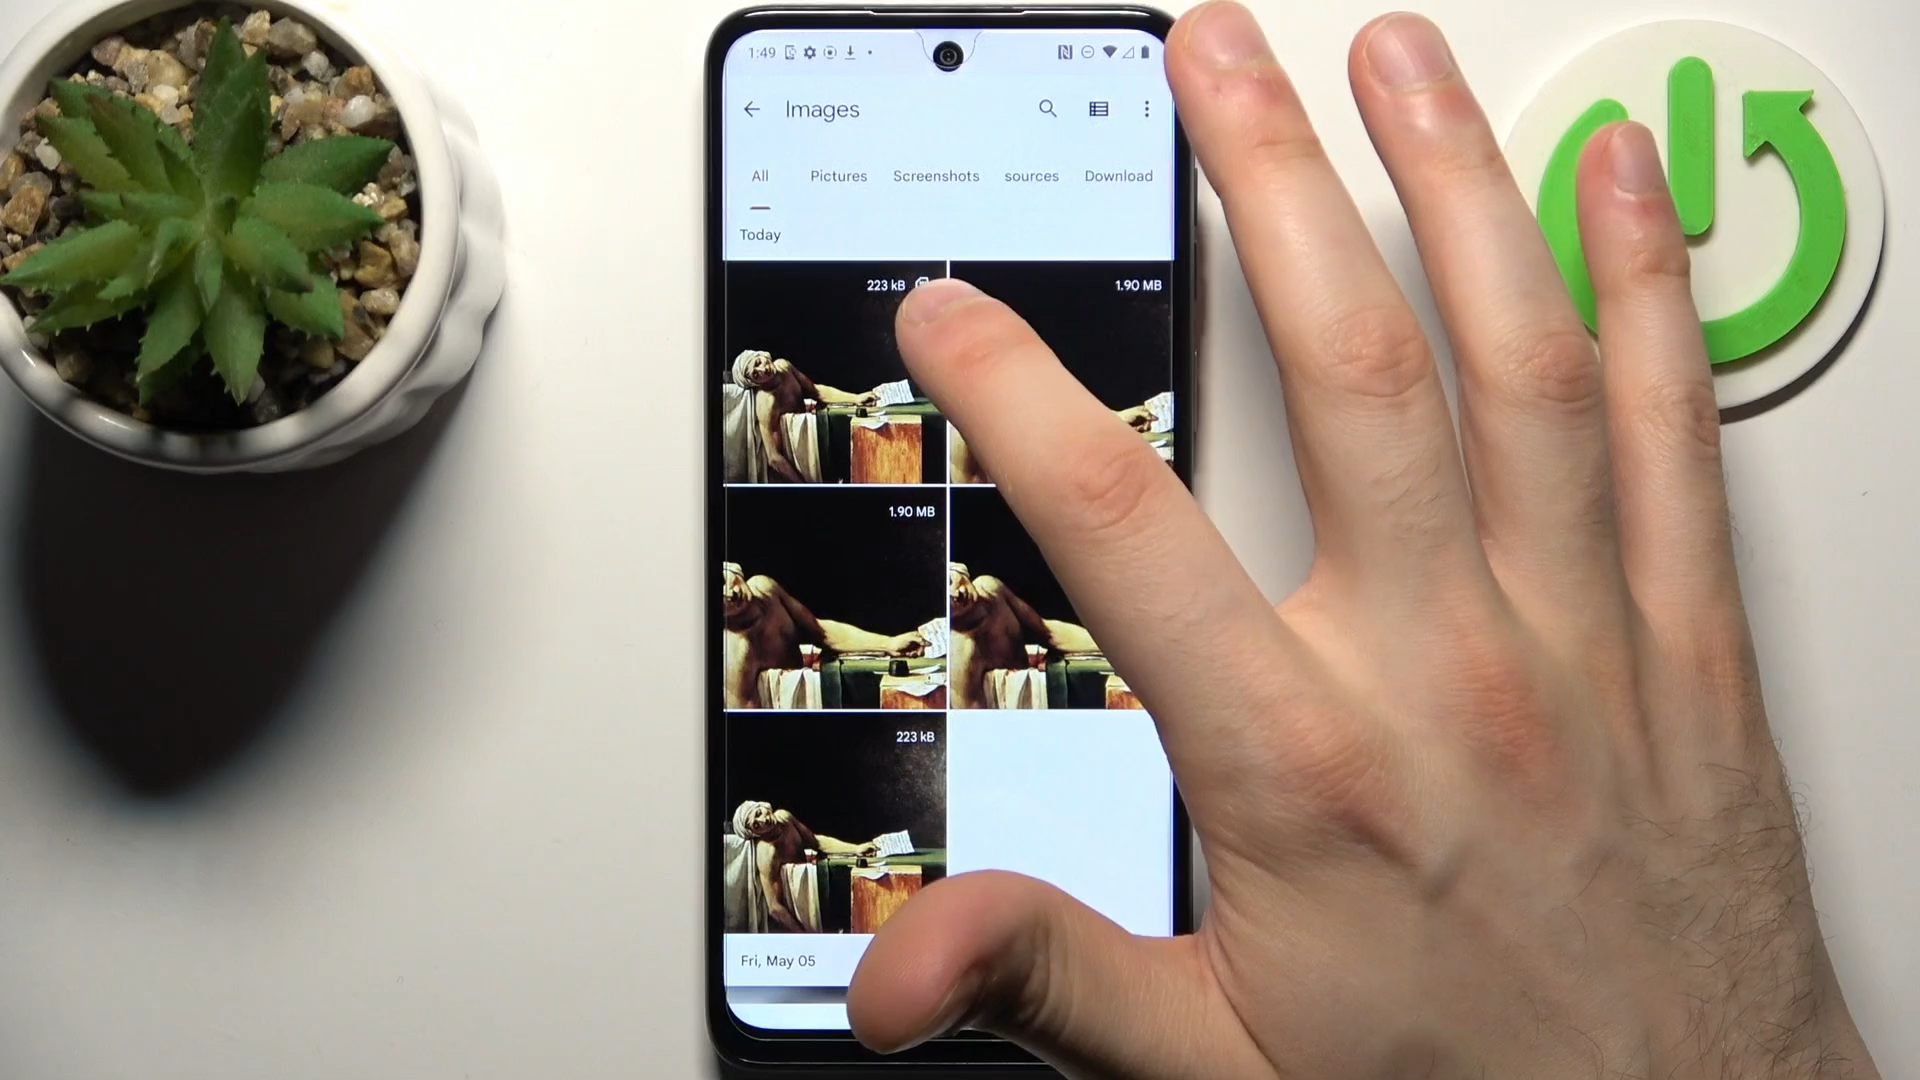 1:49
Images
All Pictures Screenshots sources Download
Today
223 kB 1.90 MB
1.90 MB
223 kB
Fri, May 05